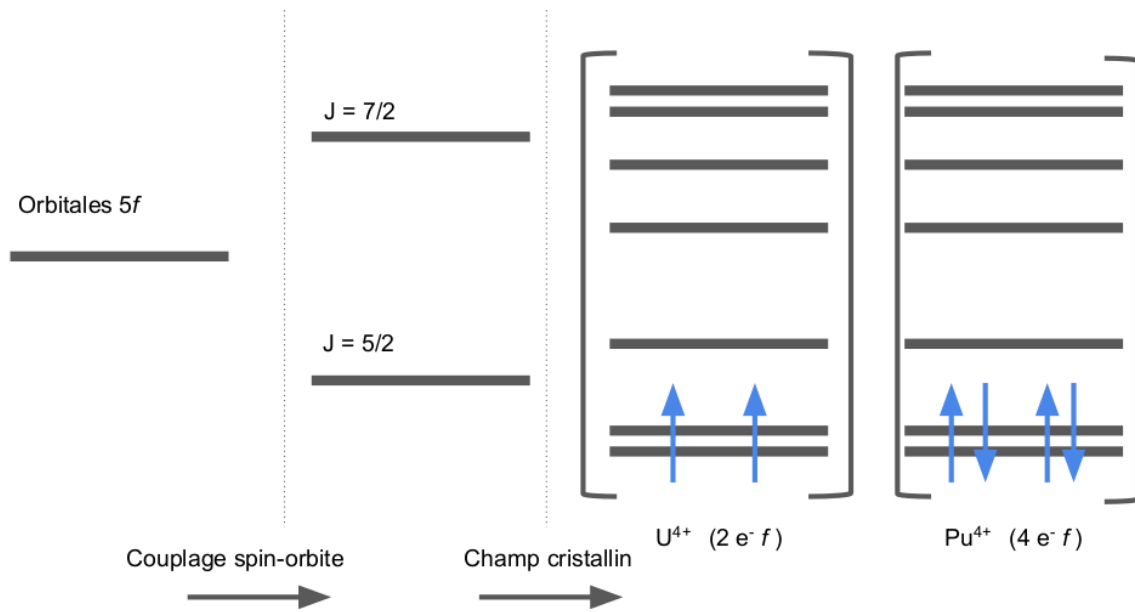 J = 7/2
Orbitales 5f
J = 5/2
U⁴⁺ (2 e⁻ f )
Pu⁴⁺ (4 e⁻ f )
Couplage spin-orbite
Champ cristallin